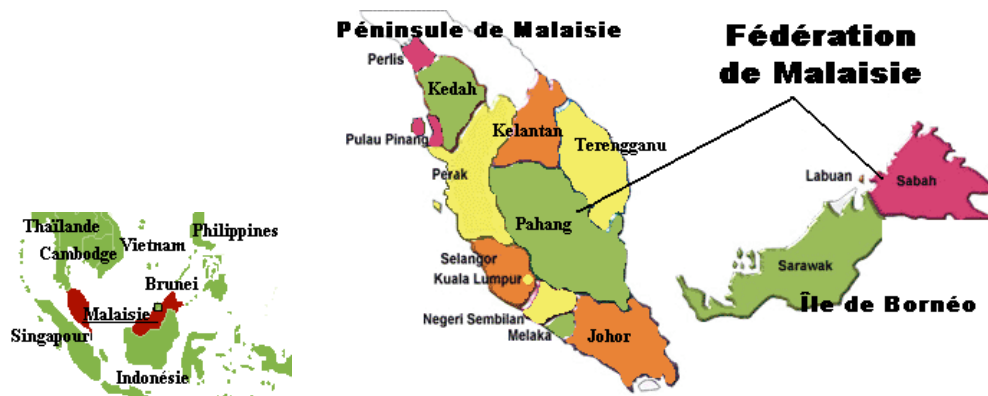 Péninsule de Malaisie
Fédération
de Malaisie
Perlis
Kedah
Kelantan
Pulau Pinang
Terengganu
Perak
Labuan
Sabah
Pahang
Thaïlande
Vietnam
Philippines
Cambodge
Selangor
Sarawak
Kuala Lumpur
Brunei
Île de Bornéo
Malaisie
Negeri Sembilan
Singapour
Melaka
Johor
Indonésie